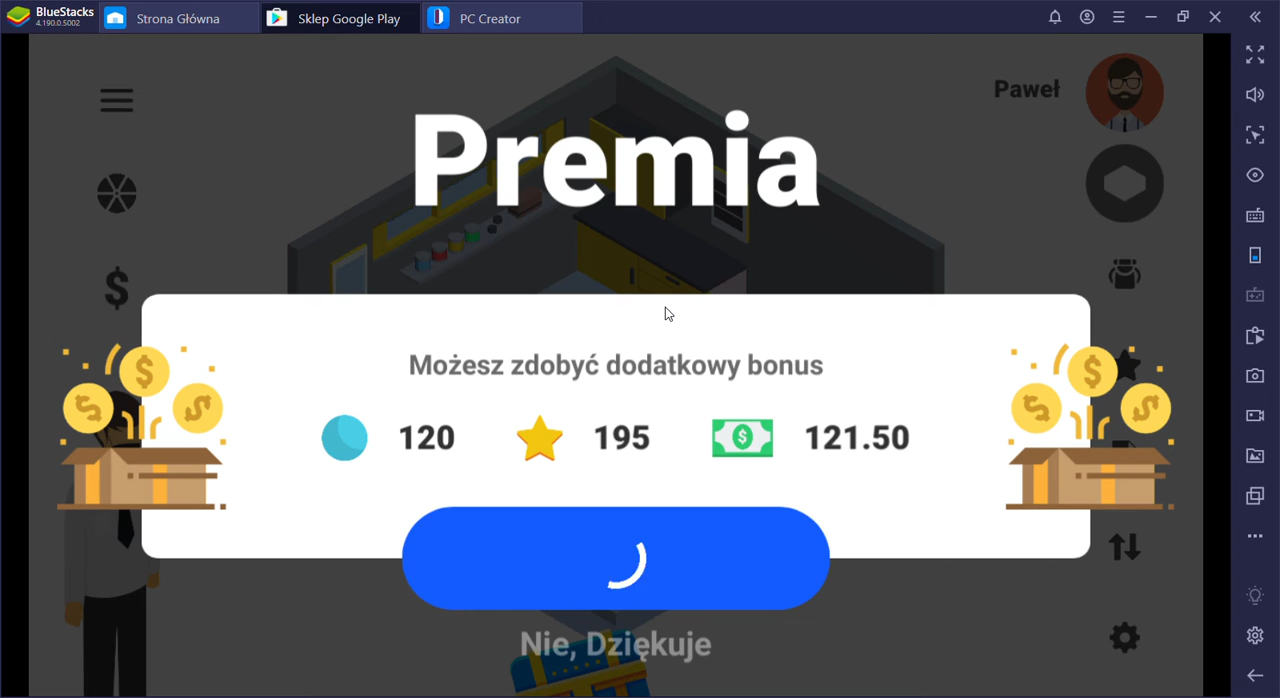 BlueStacks
4.190.0.5002
Strona Główna
Sklep Google Play
PC Creator
Paweł
Premia
Możesz zdobyć dodatkowy bonus
120
195
121.50
Nie, Dziękuje